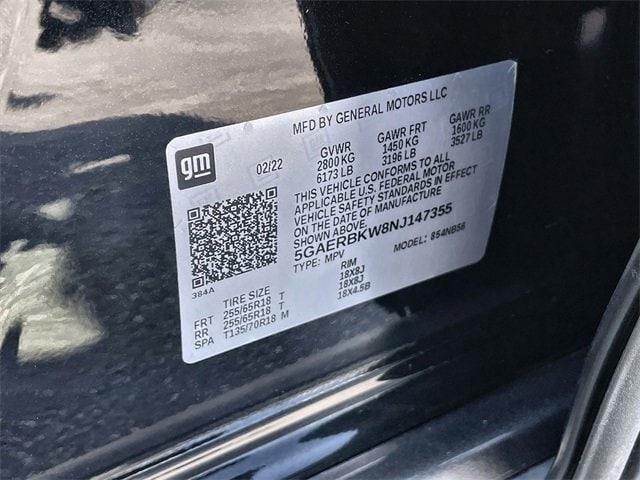 MFD BY GENERAL MOTORS LLC
gm
02/22
GVWR GAWR FRT GAWR RR
2800 KG 1450 KG 1600 KG
6173 LB 3196 LB 3527 LB
THIS VEHICLE CONFORMS TO ALL
APPLICABLE U.S. FEDERAL MOTOR
VEHICLE SAFETY STANDARDS IN EFFECT
ON THE DATE OF MANUFACTURE
SHOWN ABOVE.
5GAERBKW8NJ147355
TYPE: MPV MODEL: 854NB56
384A
TIRE SIZE RIM
FRT 255/65R18 T 18X8J
RR 255/65R18 T 18X8J
SPA T135/70R18 M 18X4.5B